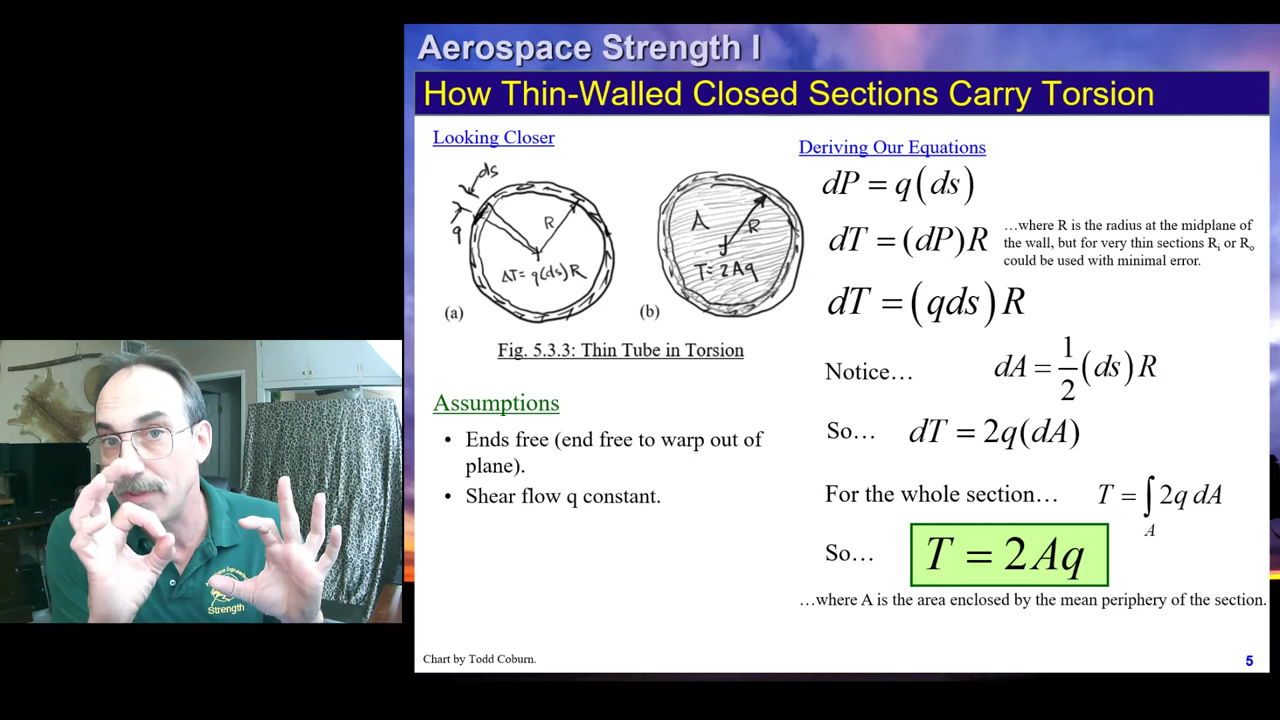 Aerospace Strength I
How Thin-Walled Closed Sections Carry Torsion
Looking Closer
ds
q
R
ΔT= q(ds)R
(a)
A
R
T=2Aq
(b)
Fig. 5.3.3: Thin Tube in Torsion
Assumptions
• Ends free (end free to warp out of
plane).
• Shear flow q constant.
Deriving Our Equations
dP = q(ds)
dT = (dP)R
…where R is the radius at the midplane of
the wall, but for very thin sections Ri or Ro
could be used with minimal error.
dT = (qds)R
Notice… dA = 1/2 (ds)R
So… dT = 2q(dA)
For the whole section… T = ∫A 2q dA
So… T = 2Aq
…where A is the area enclosed by the mean periphery of the section.
Chart by Todd Coburn.
5
Strength